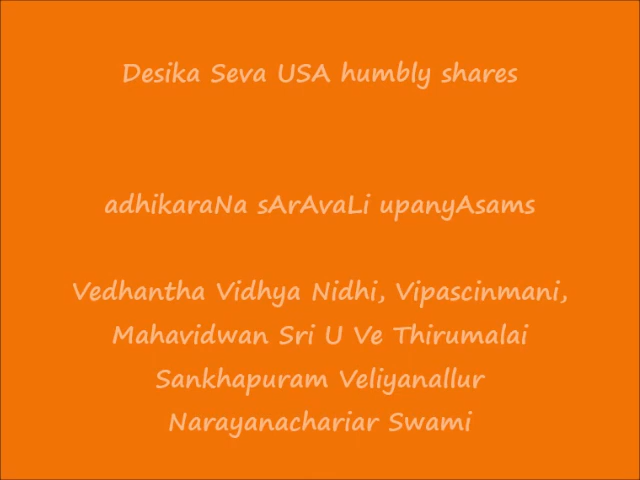 Desika Seva USA humbly shares
adhikaraNa sArAvaLi upanyAsams
Vedhantha Vidhya Nidhi, Vipascinmani,
Mahavidwan Sri U Ve Thirumalai
Sankhapuram Veliyanallur
Narayanachariar Swami